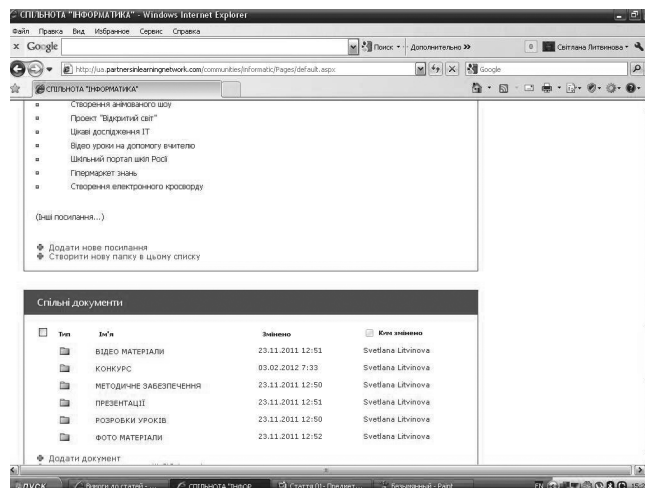 СПІЛЬНОТА "ІНФОРМАТИКА" - Windows Internet Explorer
Файл Правка Вид Избранное Сервис Справка
x Google Поиск Дополнительно >> Світлана Литвинова
http://ua.partnersinlearningnetwork.com/communities/informatic/Pages/default.aspx Google
СПІЛЬНОТА "ІНФОРМАТИКА"
Створення анімованого шоу
Проект "Відкритий світ"
Цікаві дослідження ІТ
Відео уроки на допомогу вчителю
Шкільний портал шкіл Росії
Гіпермаркет знань
Створення електронного кросворду
(Інші посилання...)
Додати нове посилання
Створити нову папку в цьому списку
Спільні документи
Тип Ім'я Змінено Ким змінено
ВІДЕО МАТЕРІАЛИ 23.11.2011 12:51 Svetlana Litvinova
КОНКУРС 03.02.2012 7:33 Svetlana Litvinova
МЕТОДИЧНЕ ЗАБЕЗПЕЧЕННЯ 23.11.2011 12:50 Svetlana Litvinova
ПРЕЗЕНТАЦІЇ 23.11.2011 12:51 Svetlana Litvinova
РОЗРОБКИ УРОКІВ 23.11.2011 12:50 Svetlana Litvinova
ФОТО МАТЕРІАЛИ 23.11.2011 12:52 Svetlana Litvinova
Додати документ
ПУСК Вимоги до статей - ... СПІЛЬНОТА "ІНФОР... Стаття 01- Предмет... Безымянный - Paint EN